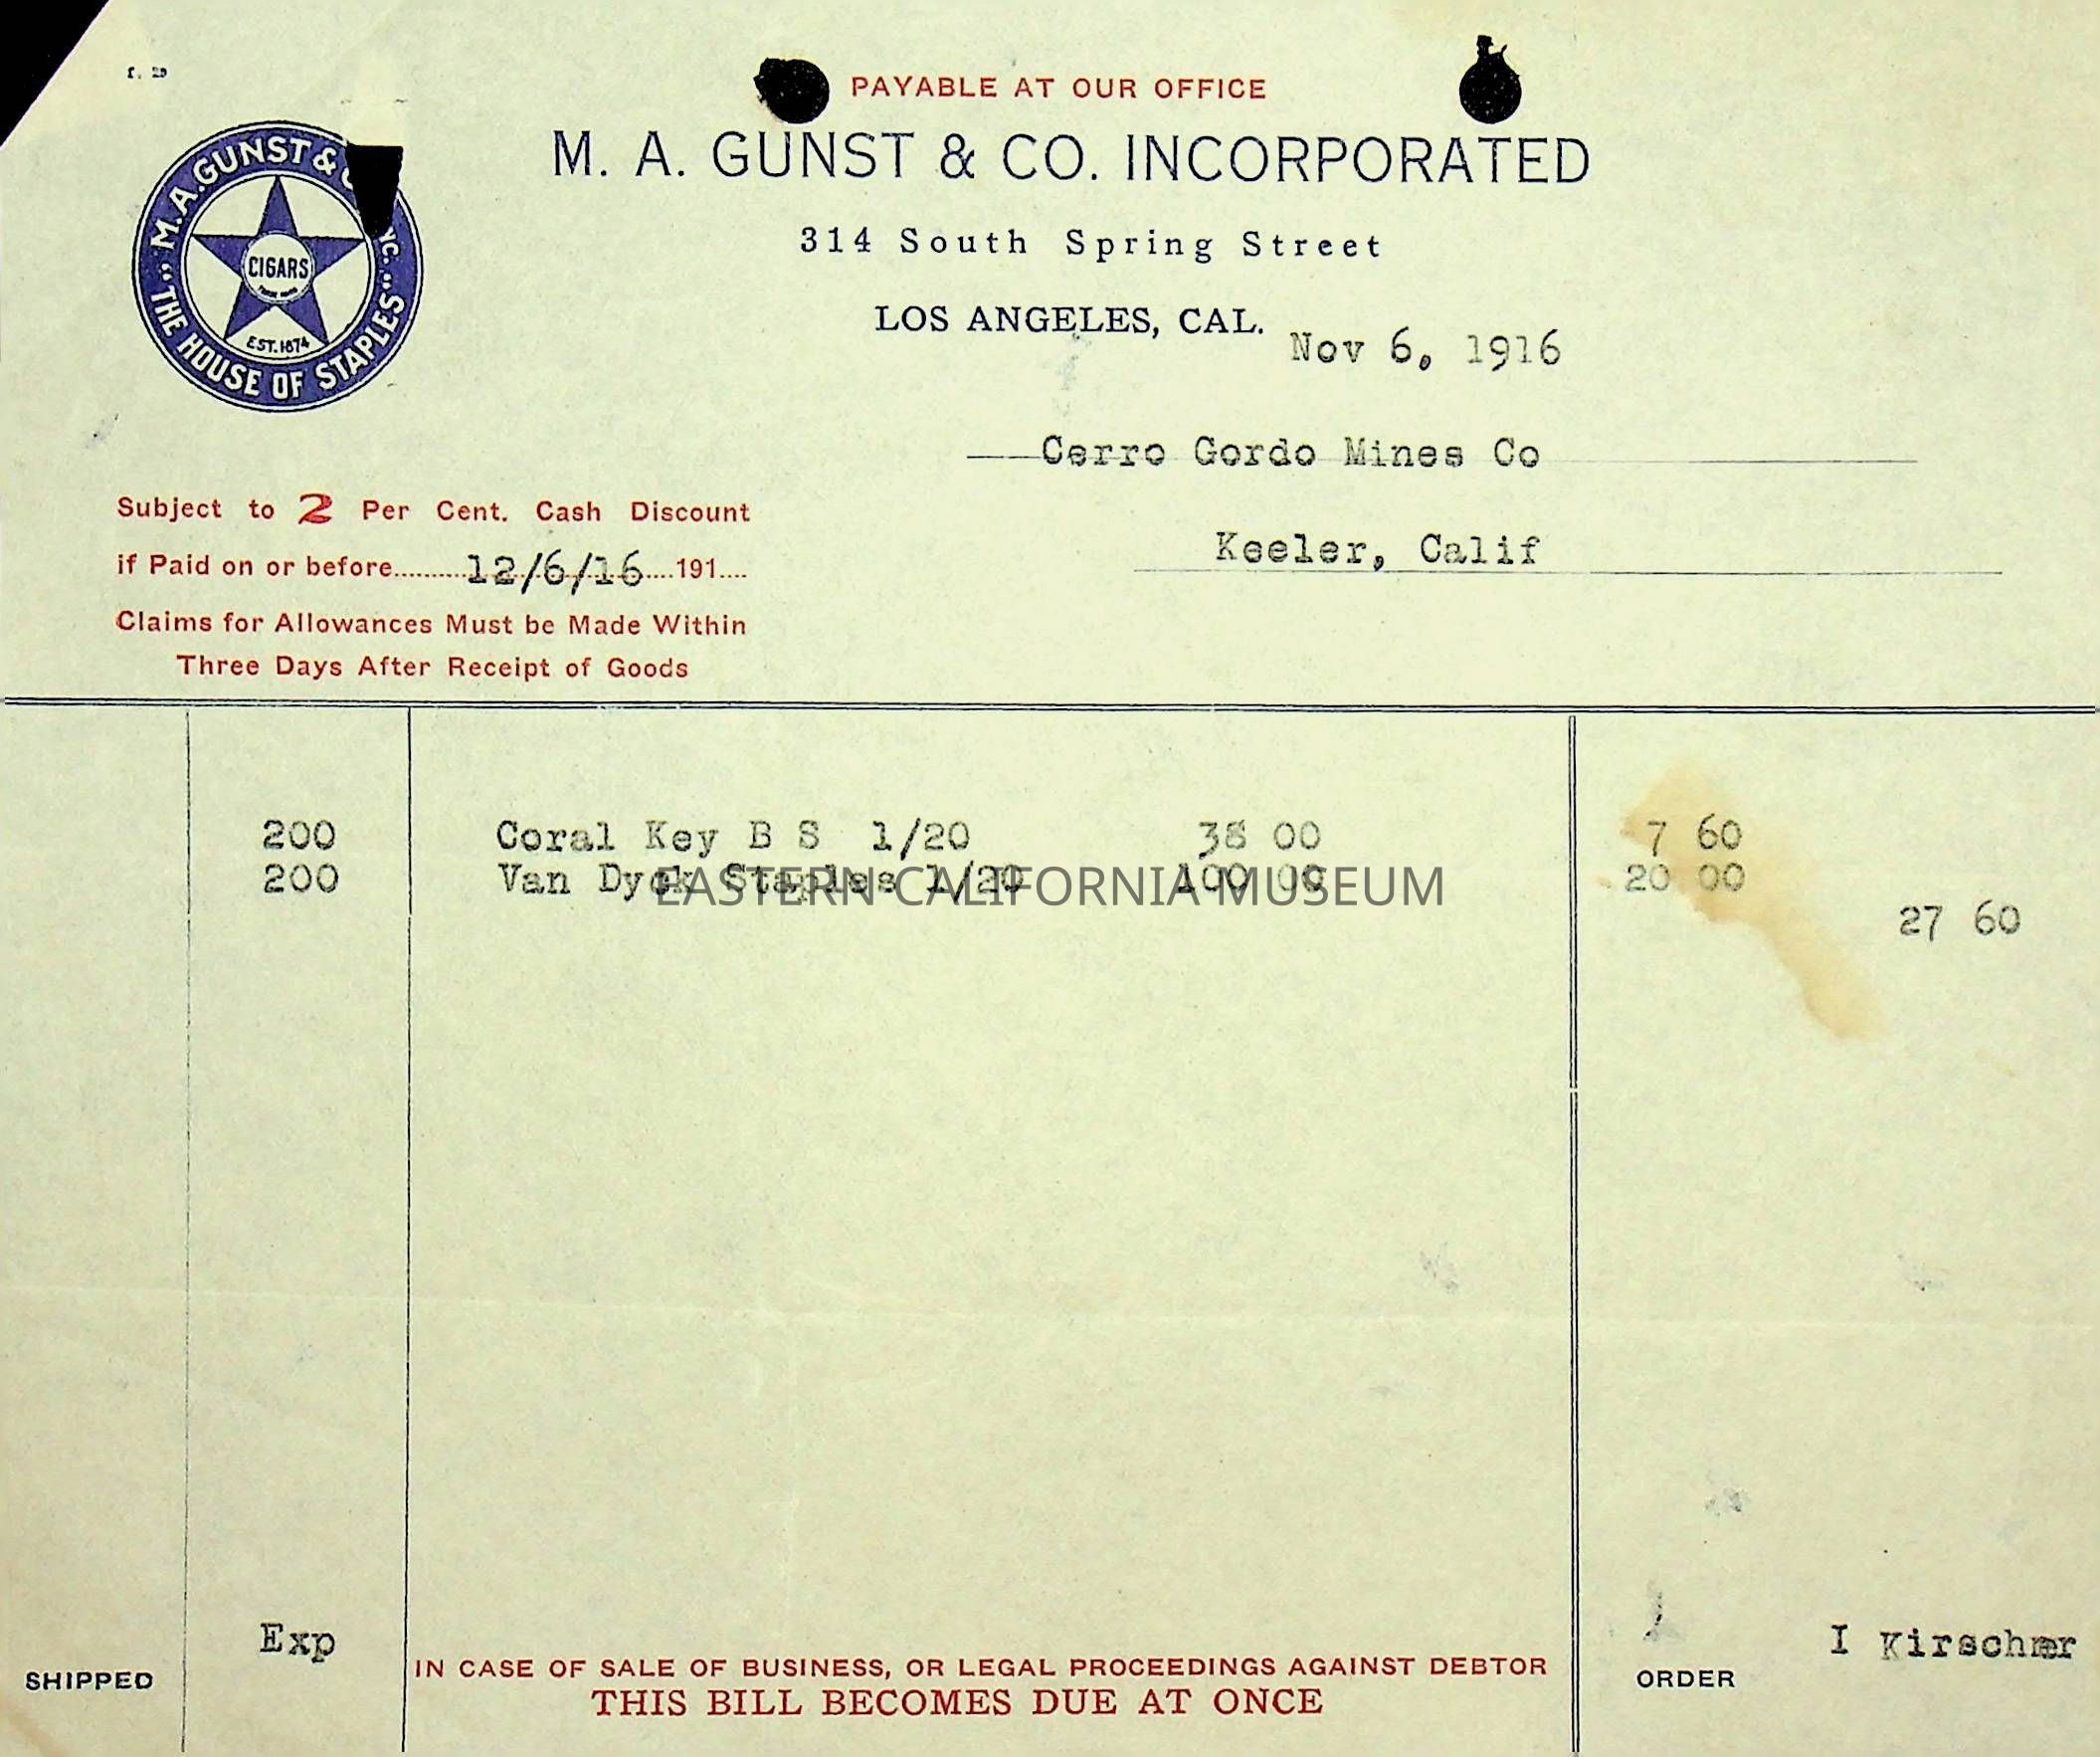 PAYABLE AT OUR OFFICE
M. A. GUNST & CO. INCORPORATED
314 South Spring Street
LOS ANGELES, CAL.
Nov 6, 1916
M.A. GUNST &
THE HOUSE OF STAPLES
CIGARS
EST. 1874
Cerro Gordo Mines Co
Keeler, Calif
Subject to 2 Per Cent. Cash Discount
if Paid on or before..........12/6/16....191....
Claims for Allowances Must be Made Within
Three Days After Receipt of Goods
200 Coral Key B S 1/20 38 00 7 60
200 Van Dyck Staples 1/20 100 00 20 00
27 60
EASTERN CALIFORNIA MUSEUM
SHIPPED Exp
IN CASE OF SALE OF BUSINESS, OR LEGAL PROCEEDINGS AGAINST DEBTOR
THIS BILL BECOMES DUE AT ONCE
ORDER I